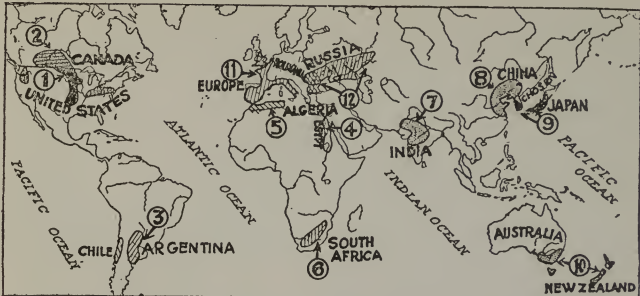 2
CANADA
1
UNITED STATES
PACIFIC OCEAN
3
CHILE
ARGENTINA
ATLANTIC OCEAN
11
EUROPE
RUSSIA
12
ALGERIA
5
4
EGYPT
7
INDIA
INDIAN OCEAN
SOUTH
AFRICA
6
8
CHINA
CHOSEN
JAPAN
9
PACIFIC
OCEAN
AUSTRALIA
10
NEW ZEALAND